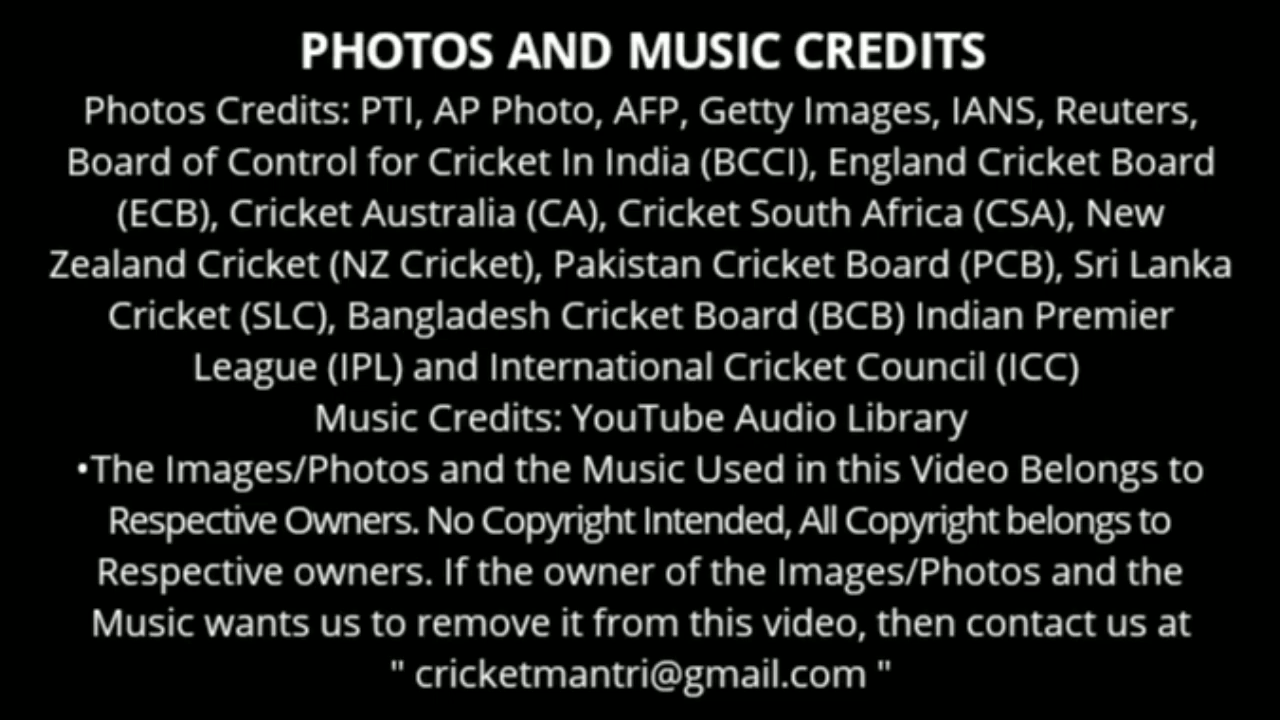 PHOTOS AND MUSIC CREDITS
Photos Credits: PTI, AP Photo, AFP, Getty Images, IANS, Reuters,
Board of Control for Cricket In India (BCCI), England Cricket Board
(ECB), Cricket Australia (CA), Cricket South Africa (CSA), New
Zealand Cricket (NZ Cricket), Pakistan Cricket Board (PCB), Sri Lanka
Cricket (SLC), Bangladesh Cricket Board (BCB) Indian Premier
League (IPL) and International Cricket Council (ICC)
Music Credits: YouTube Audio Library
•The Images/Photos and the Music Used in this Video Belongs to
Respective Owners. No Copyright Intended, All Copyright belongs to
Respective owners. If the owner of the Images/Photos and the
Music wants us to remove it from this video, then contact us at
" cricketmantri@gmail.com "